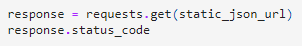 response = requests.get(static_json_url)
response.status_code